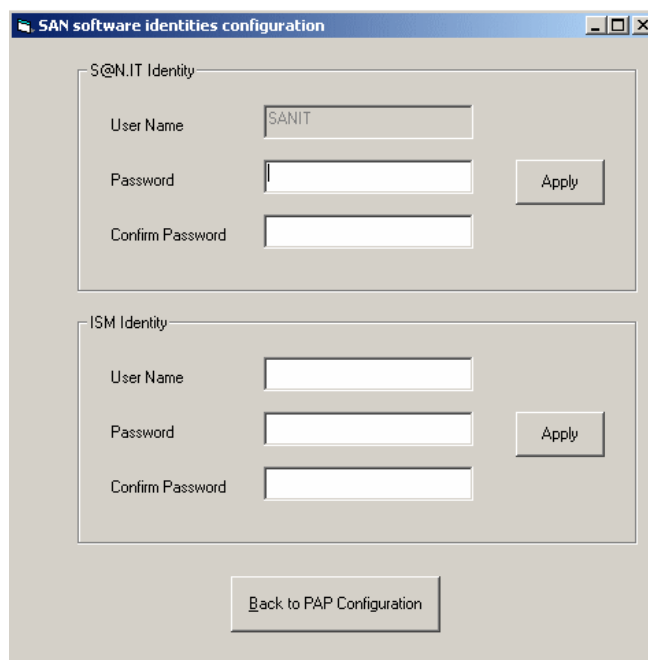 SAN software identities configuration
S@N.IT Identity
User Name
SANIT
Password
Apply
Confirm Password
ISM Identity
User Name
Password
Apply
Confirm Password
Back to PAP Configuration